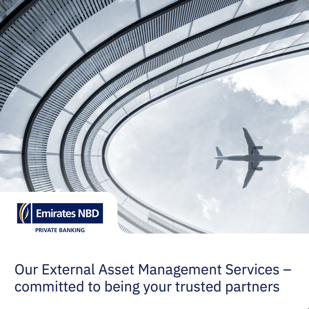 Emirates NBD
PRIVATE BANKING
Our External Asset Management Services –
committed to being your trusted partners